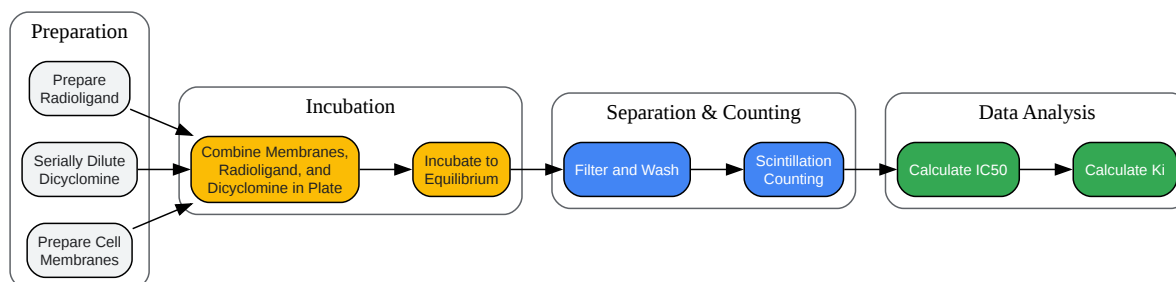 Preparation
Prepare
Radioligand
Serially Dilute
Dicyclomine
Prepare Cell
Membranes
Incubation
Combine Membranes,
Radioligand, and
Dicyclomine in Plate
Incubate to
Equilibrium
Separation & Counting
Filter and Wash
Scintillation
Counting
Data Analysis
Calculate IC50
Calculate Ki